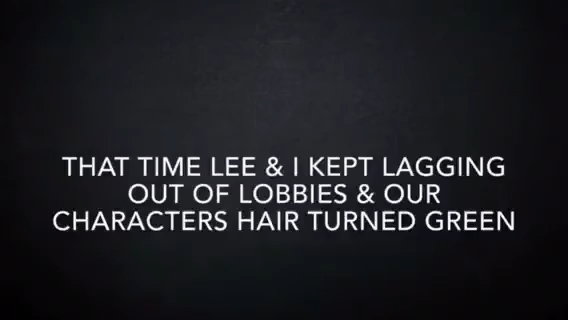 THAT TIME LEE & I KEPT LAGGING
OUT OF LOBBIES & OUR
CHARACTERS HAIR TURNED GREEN